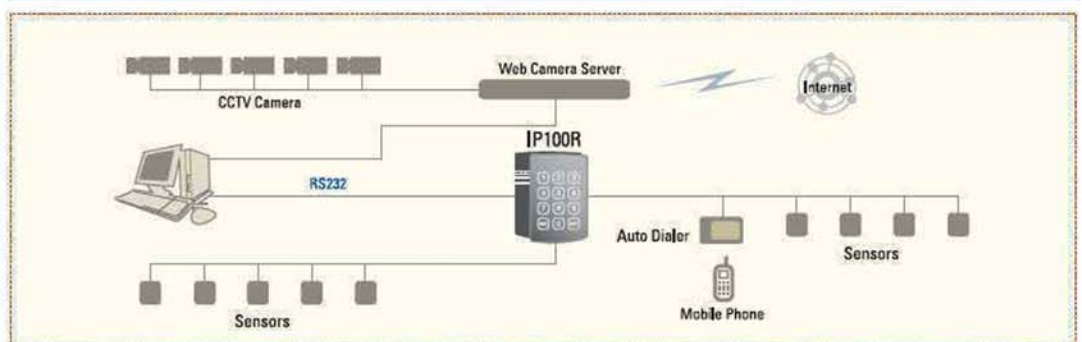 Web Camera Server
CCTV Camera
Internet
IP100R
RS232
Auto Dialer
Sensors
Mobile Phone
Sensors